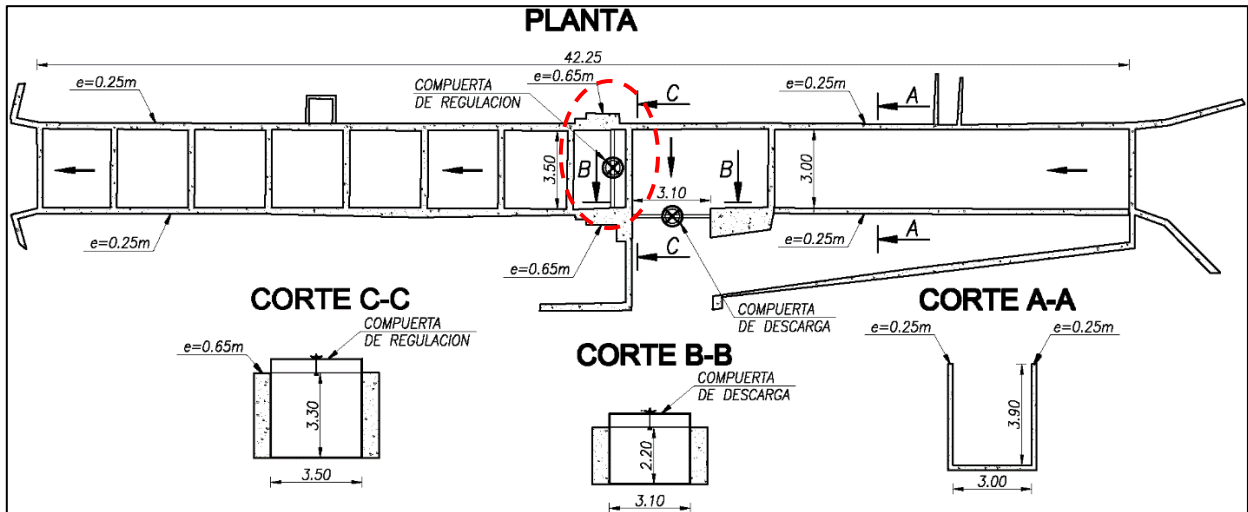 PLANTA
42.25
e=0.25m
COMPUERTA
DE REGULACION
e=0.65m
C
e=0.25m
A
3.50
B
3.10
B
3.00
e=0.25m
e=0.65m
C
e=0.25m
A
COMPUERTA
DE DESCARGA
CORTE C-C
COMPUERTA
DE REGULACION
e=0.65m
3.30
3.50
CORTE B-B
COMPUERTA
DE DESCARGA
2.20
3.10
CORTE A-A
e=0.25m
e=0.25m
3.90
3.00